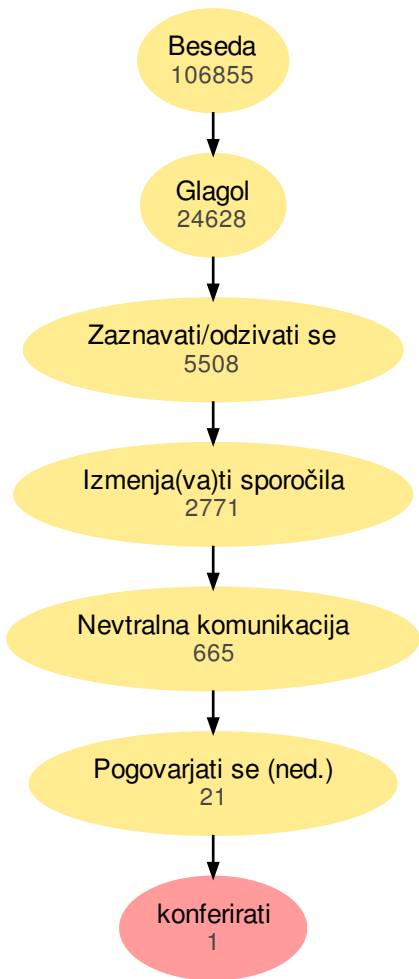 Beseda
106855
Glagol
24628
Zaznavati/odzivati se
5508
Izmenja(va)ti sporočila
2771
Nevtralna komunikacija
665
Pogovarjati se (ned.)
21
konferirati
1